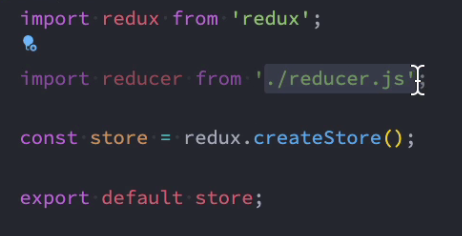 import redux from 'redux';
import reducer from './reducer.js';
const store = redux.createStore();
export default store;